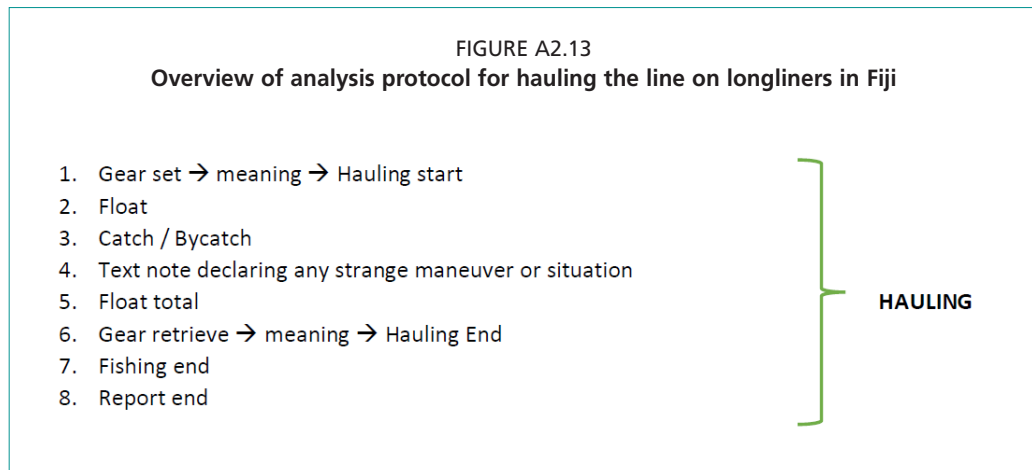 FIGURE A2.13
Overview of analysis protocol for hauling the line on longliners in Fiji
1. Gear set → meaning → Hauling start
2. Float
3. Catch / Bycatch
4. Text note declaring any strange maneuver or situation
5. Float total
6. Gear retrieve → meaning → Hauling End
7. Fishing end
8. Report end
HAULING